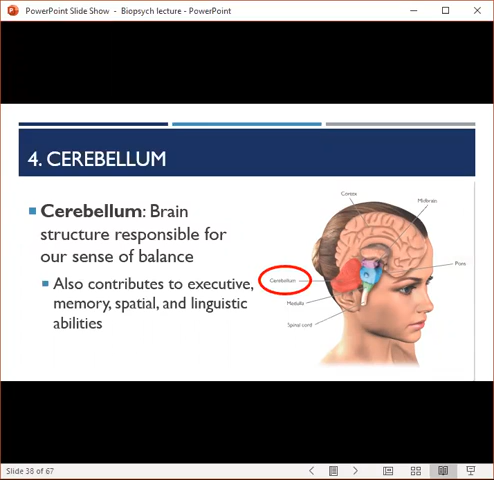 PowerPoint Slide Show - Biopsych lecture - PowerPoint
4. CEREBELLUM
Cerebellum: Brain
structure responsible for
our sense of balance
Also contributes to executive,
memory, spatial, and linguistic
abilities
Cortex
Midbrain
Pons
Cerebellum
Medulla
Spinal cord
Slide 38 of 67